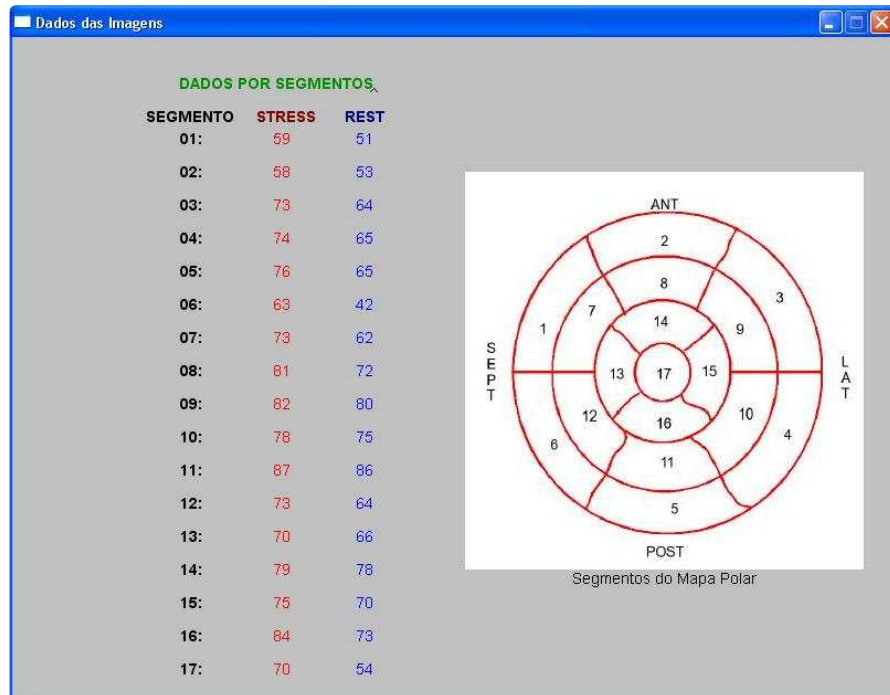 Dados das Imagens
DADOS POR SEGMENTOS
SEGMENTO STRESS REST
01: 59 51
02: 58 53
03: 73 64
04: 74 65
05: 76 65
06: 63 42
07: 73 62
08: 81 72
09: 82 80
10: 78 75
11: 87 86
12: 73 64
13: 70 66
14: 79 78
15: 75 70
16: 84 73
17: 70 54
ANT
2
8
3
7
14
9
1
SEPT
13
17
15
LAT
12
16
10
6
11
4
5
POST
Segmentos do Mapa Polar